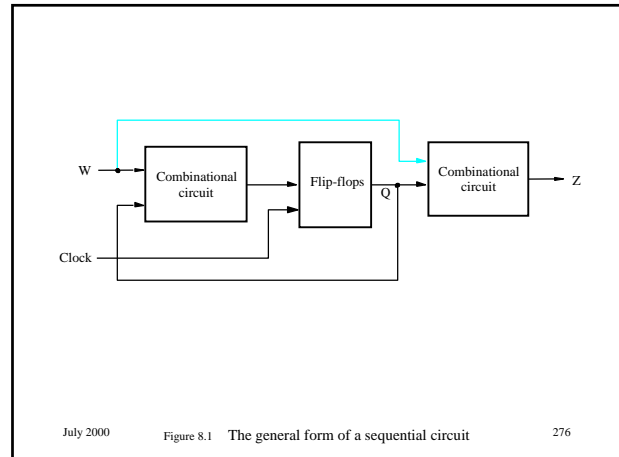 W
Combinational
circuit
Flip-flops
Q
Combinational
circuit
Z
Clock
July 2000 Figure 8.1 The general form of a sequential circuit 276